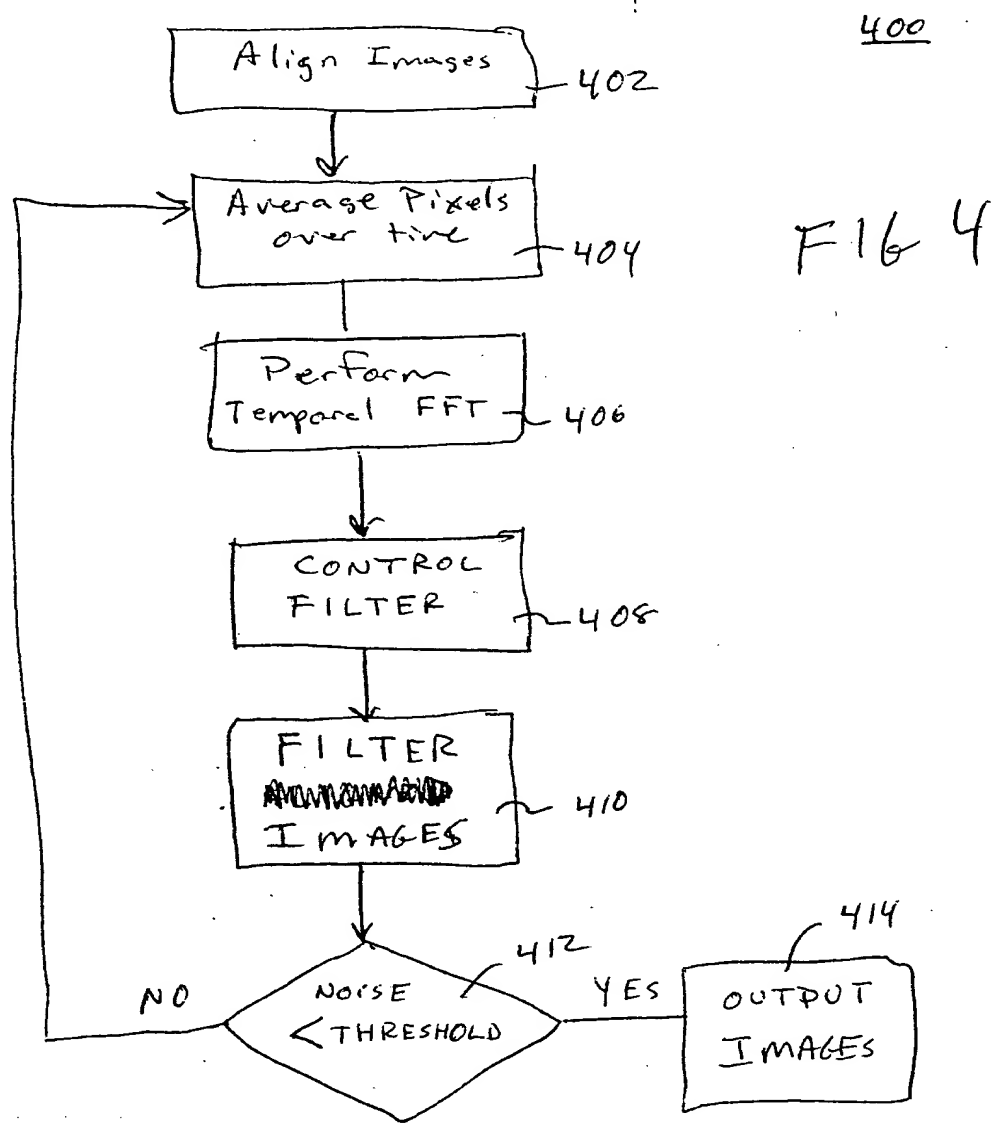 400
Align Images
402
Average Pixels
over time
404
FIG 4
Perform
Temporal FFT
406
CONTROL
FILTER
408
FILTER
IMAGES
410
412
NOISE
< THRESHOLD
NO
YES
414
OUTPUT
IMAGES